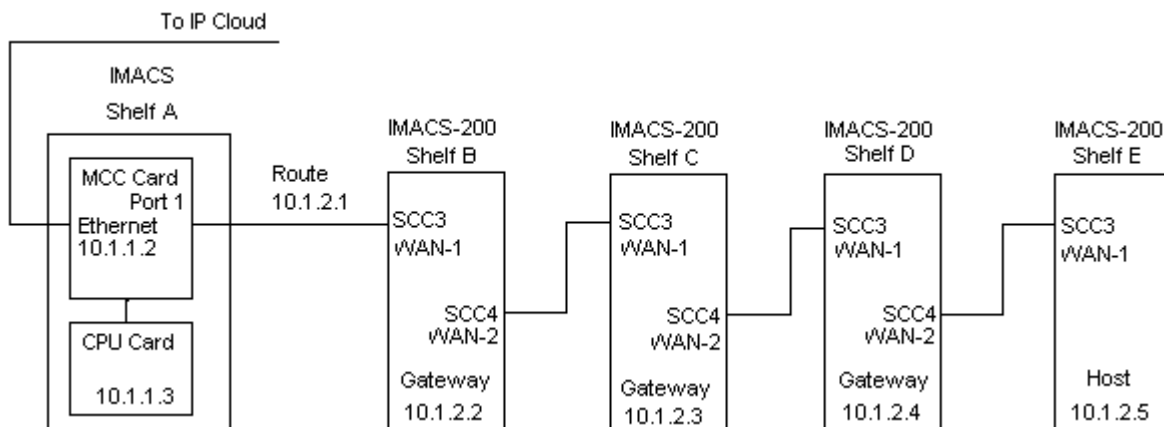 To IP Cloud
IMACS
Shelf A
MCC Card
Port 1
Ethernet
10.1.1.2
CPU Card
10.1.1.3
Route
10.1.2.1
IMACS-200
Shelf B
SCC3
WAN-1
SCC4
WAN-2
Gateway
10.1.2.2
IMACS-200
Shelf C
SCC3
WAN-1
SCC4
WAN-2
Gateway
10.1.2.3
IMACS-200
Shelf D
SCC3
WAN-1
SCC4
WAN-2
Gateway
10.1.2.4
IMACS-200
Shelf E
SCC3
WAN-1
Host
10.1.2.5